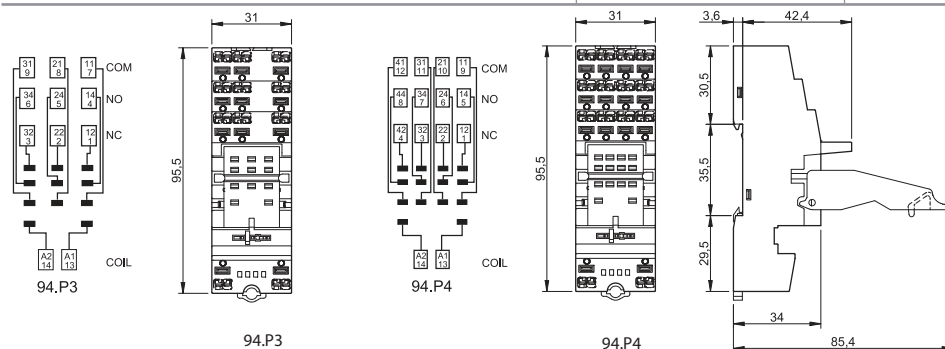 31
31
3,6
42,4
31 21 11
9 8 7
COM
34 24 14
6 5 4
NO
32 22 12
3 2 1
NC
A2 A1
14 13
COIL
94.P3
95,5
94.P3
41 31 21 11
12 11 10 9
COM
44 34 24 14
8 7 6 5
NO
42 32 22 12
4 3 2 1
NC
A2 A1
14 13
COIL
94.P4
95,5
94.P4
30,5
35,5
29,5
34
85,4